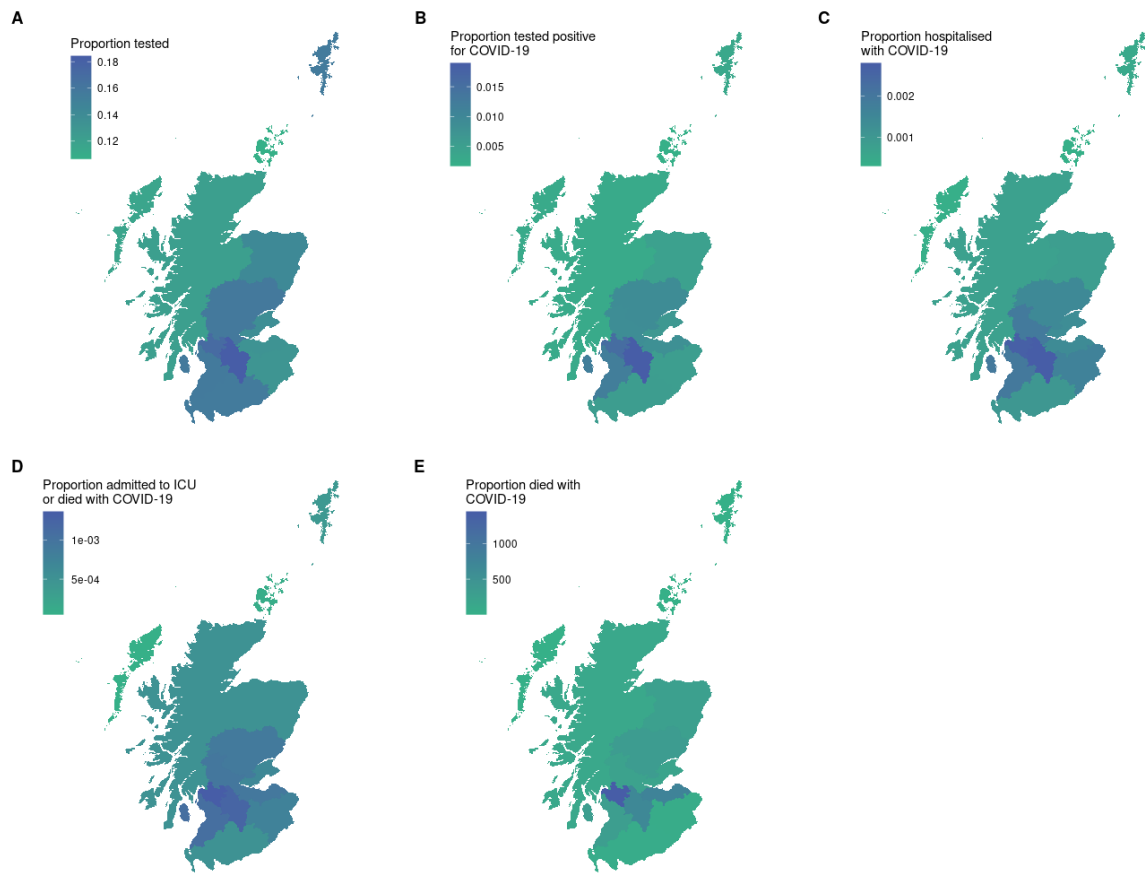 A
Proportion tested
0.18
0.16
0.14
0.12
B
Proportion tested positive
for COVID-19
0.015
0.010
0.005
C
Proportion hospitalised
with COVID-19
0.002
0.001
D
Proportion admitted to ICU
or died with COVID-19
1e-03
5e-04
E
Proportion died with
COVID-19
1000
500